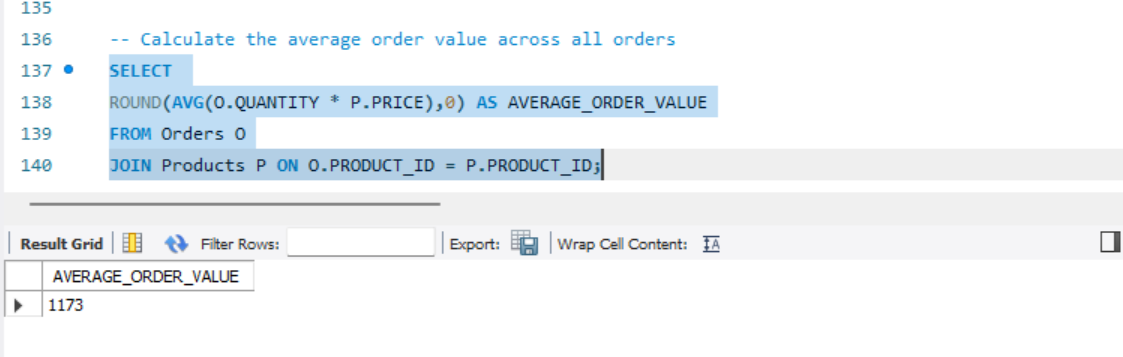 135
136 -- Calculate the average order value across all orders
137 SELECT
138 ROUND(AVG(O.QUANTITY * P.PRICE),0) AS AVERAGE_ORDER_VALUE
139 FROM Orders O
140 JOIN Products P ON O.PRODUCT_ID = P.PRODUCT_ID;
Result Grid Filter Rows: Export: Wrap Cell Content: IA
AVERAGE_ORDER_VALUE
1173